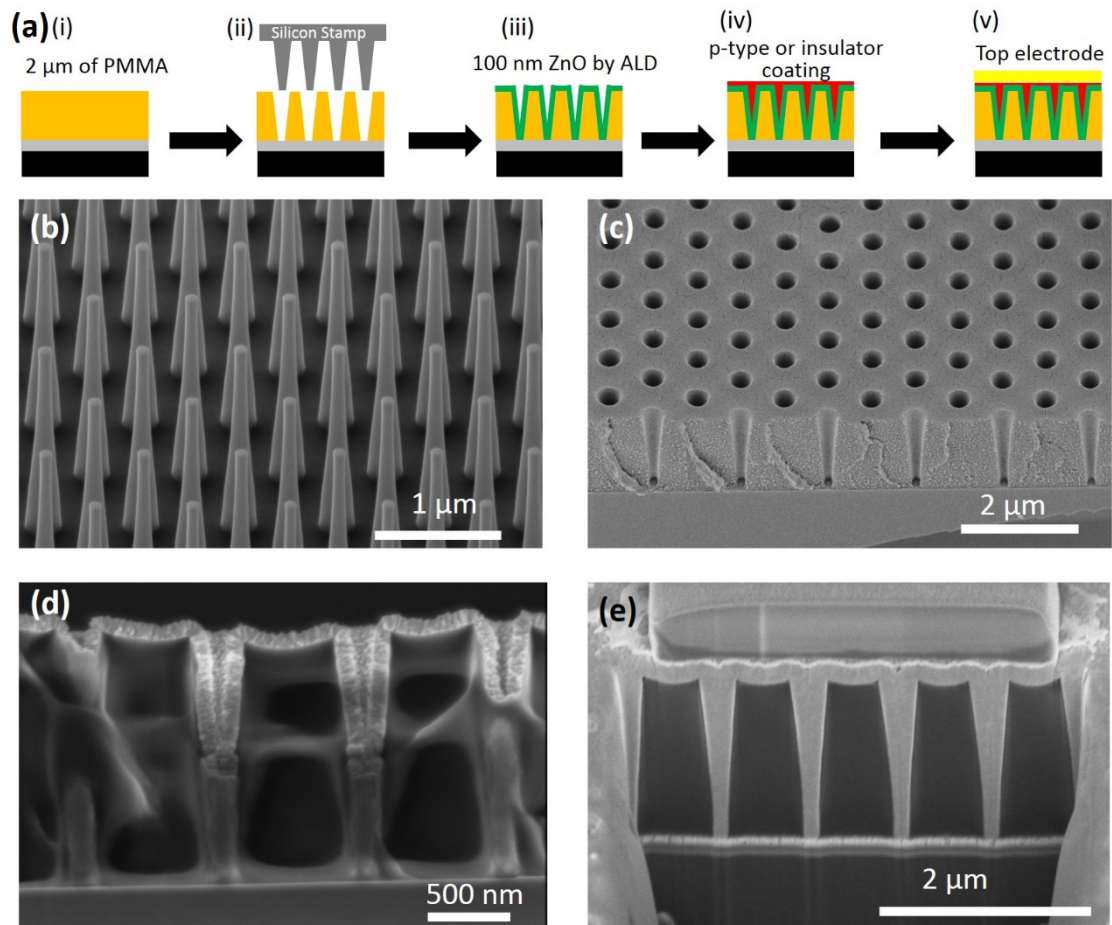 (a) (i)
(ii)
(iii)
(iv)
(v)
2 μm of PMMA
Silicon Stamp
100 nm ZnO by ALD
p-type or insulator
coating
Top electrode
(b)
1 μm
(c)
2 μm
(d)
500 nm
(e)
2 μm